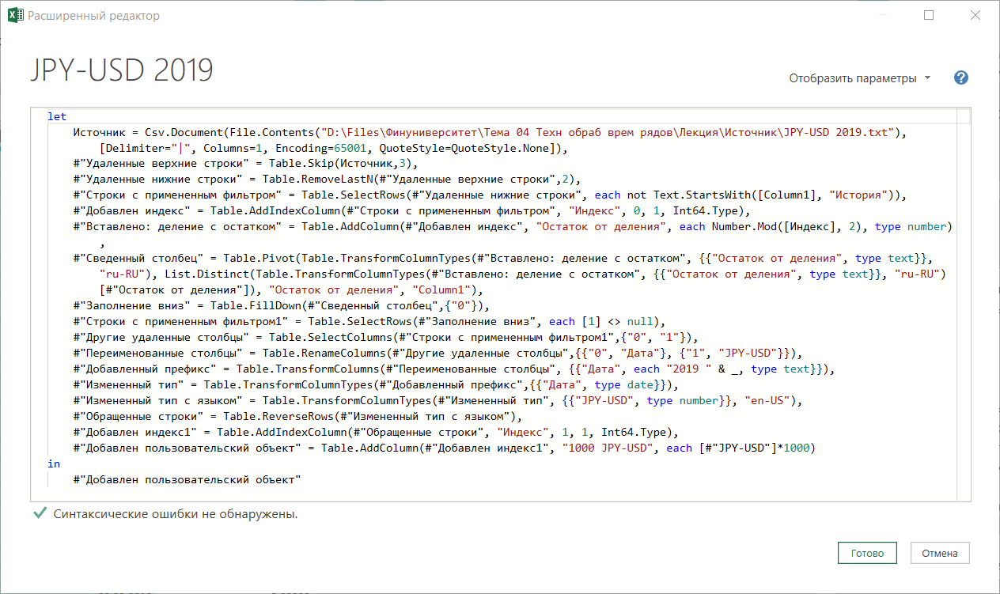 Расширенный редактор
JPY-USD 2019
Отобразить параметры
?
let
Источник = Csv.Document(File.Contents("D:\Files\Финуниверситет\Тема 04 Техн обраб врем рядов\Лекция\Источник\JPY-USD 2019.txt"),
[Delimiter="|", Columns=1, Encoding=65001, QuoteStyle=QuoteStyle.None]),
#"Удаленные верхние строки" = Table.Skip(Источник,3),
#"Удаленные нижние строки" = Table.RemoveLastN(#"Удаленные верхние строки",2),
#"Строки с примененным фильтром" = Table.SelectRows(#"Удаленные нижние строки", each not Text.StartsWith([Column1], "История")),
#"Добавлен индекс" = Table.AddIndexColumn(#"Строки с примененным фильтром", "Индекс", 0, 1, Int64.Type),
#"Вставлено: деление с остатком" = Table.AddColumn(#"Добавлен индекс", "Остаток от деления", each Number.Mod([Индекс], 2), type number)
,
#"Сведенный столбец" = Table.Pivot(Table.TransformColumnTypes(#"Вставлено: деление с остатком", {{"Остаток от деления", type text}},
"ru-RU"), List.Distinct(Table.TransformColumnTypes(#"Вставлено: деление с остатком", {{"Остаток от деления", type text}}, "ru-RU")
[#"Остаток от деления"]), "Остаток от деления", "Column1"),
#"Заполнение вниз" = Table.FillDown(#"Сведенный столбец",{"0"}),
#"Строки с примененным фильтром1" = Table.SelectRows(#"Заполнение вниз", each [1] <> null),
#"Другие удаленные столбцы" = Table.SelectColumns(#"Строки с примененным фильтром1",{"0", "1"}),
#"Переименованные столбцы" = Table.RenameColumns(#"Другие удаленные столбцы",{{"0", "Дата"}, {"1", "JPY-USD"}}),
#"Добавленный префикс" = Table.TransformColumns(#"Переименованные столбцы", {{"Дата", each "2019 " & _, type text}}),
#"Измененный тип" = Table.TransformColumnTypes(#"Добавленный префикс",{{"Дата", type date}}),
#"Измененный тип с языком" = Table.TransformColumnTypes(#"Измененный тип", {{"JPY-USD", type number}}, "en-US"),
#"Обращенные строки" = Table.ReverseRows(#"Измененный тип с языком"),
#"Добавлен индекс1" = Table.AddIndexColumn(#"Обращенные строки", "Индекс", 1, 1, Int64.Type),
#"Добавлен пользовательский объект" = Table.AddColumn(#"Добавлен индекс1", "1000 JPY-USD", each [#"JPY-USD"]*1000)
in
#"Добавлен пользовательский объект"
Синтаксические ошибки не обнаружены.
Готово
Отмена